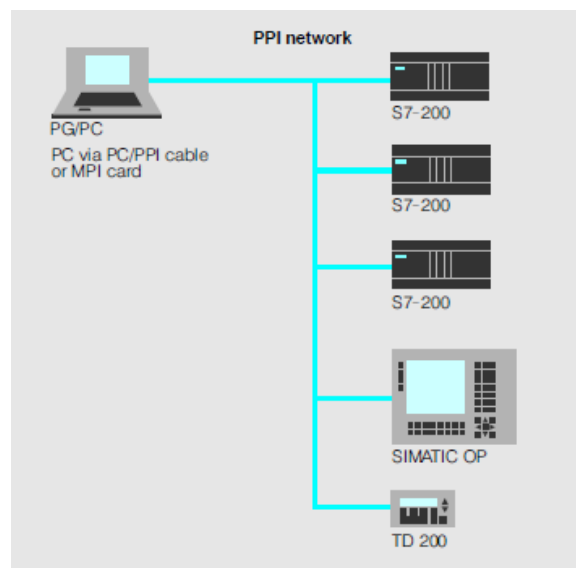 PPI network
PG/PC
PC via PC/PPI cable
or MPI card
S7-200
S7-200
S7-200
SIMATIC OP
TD 200